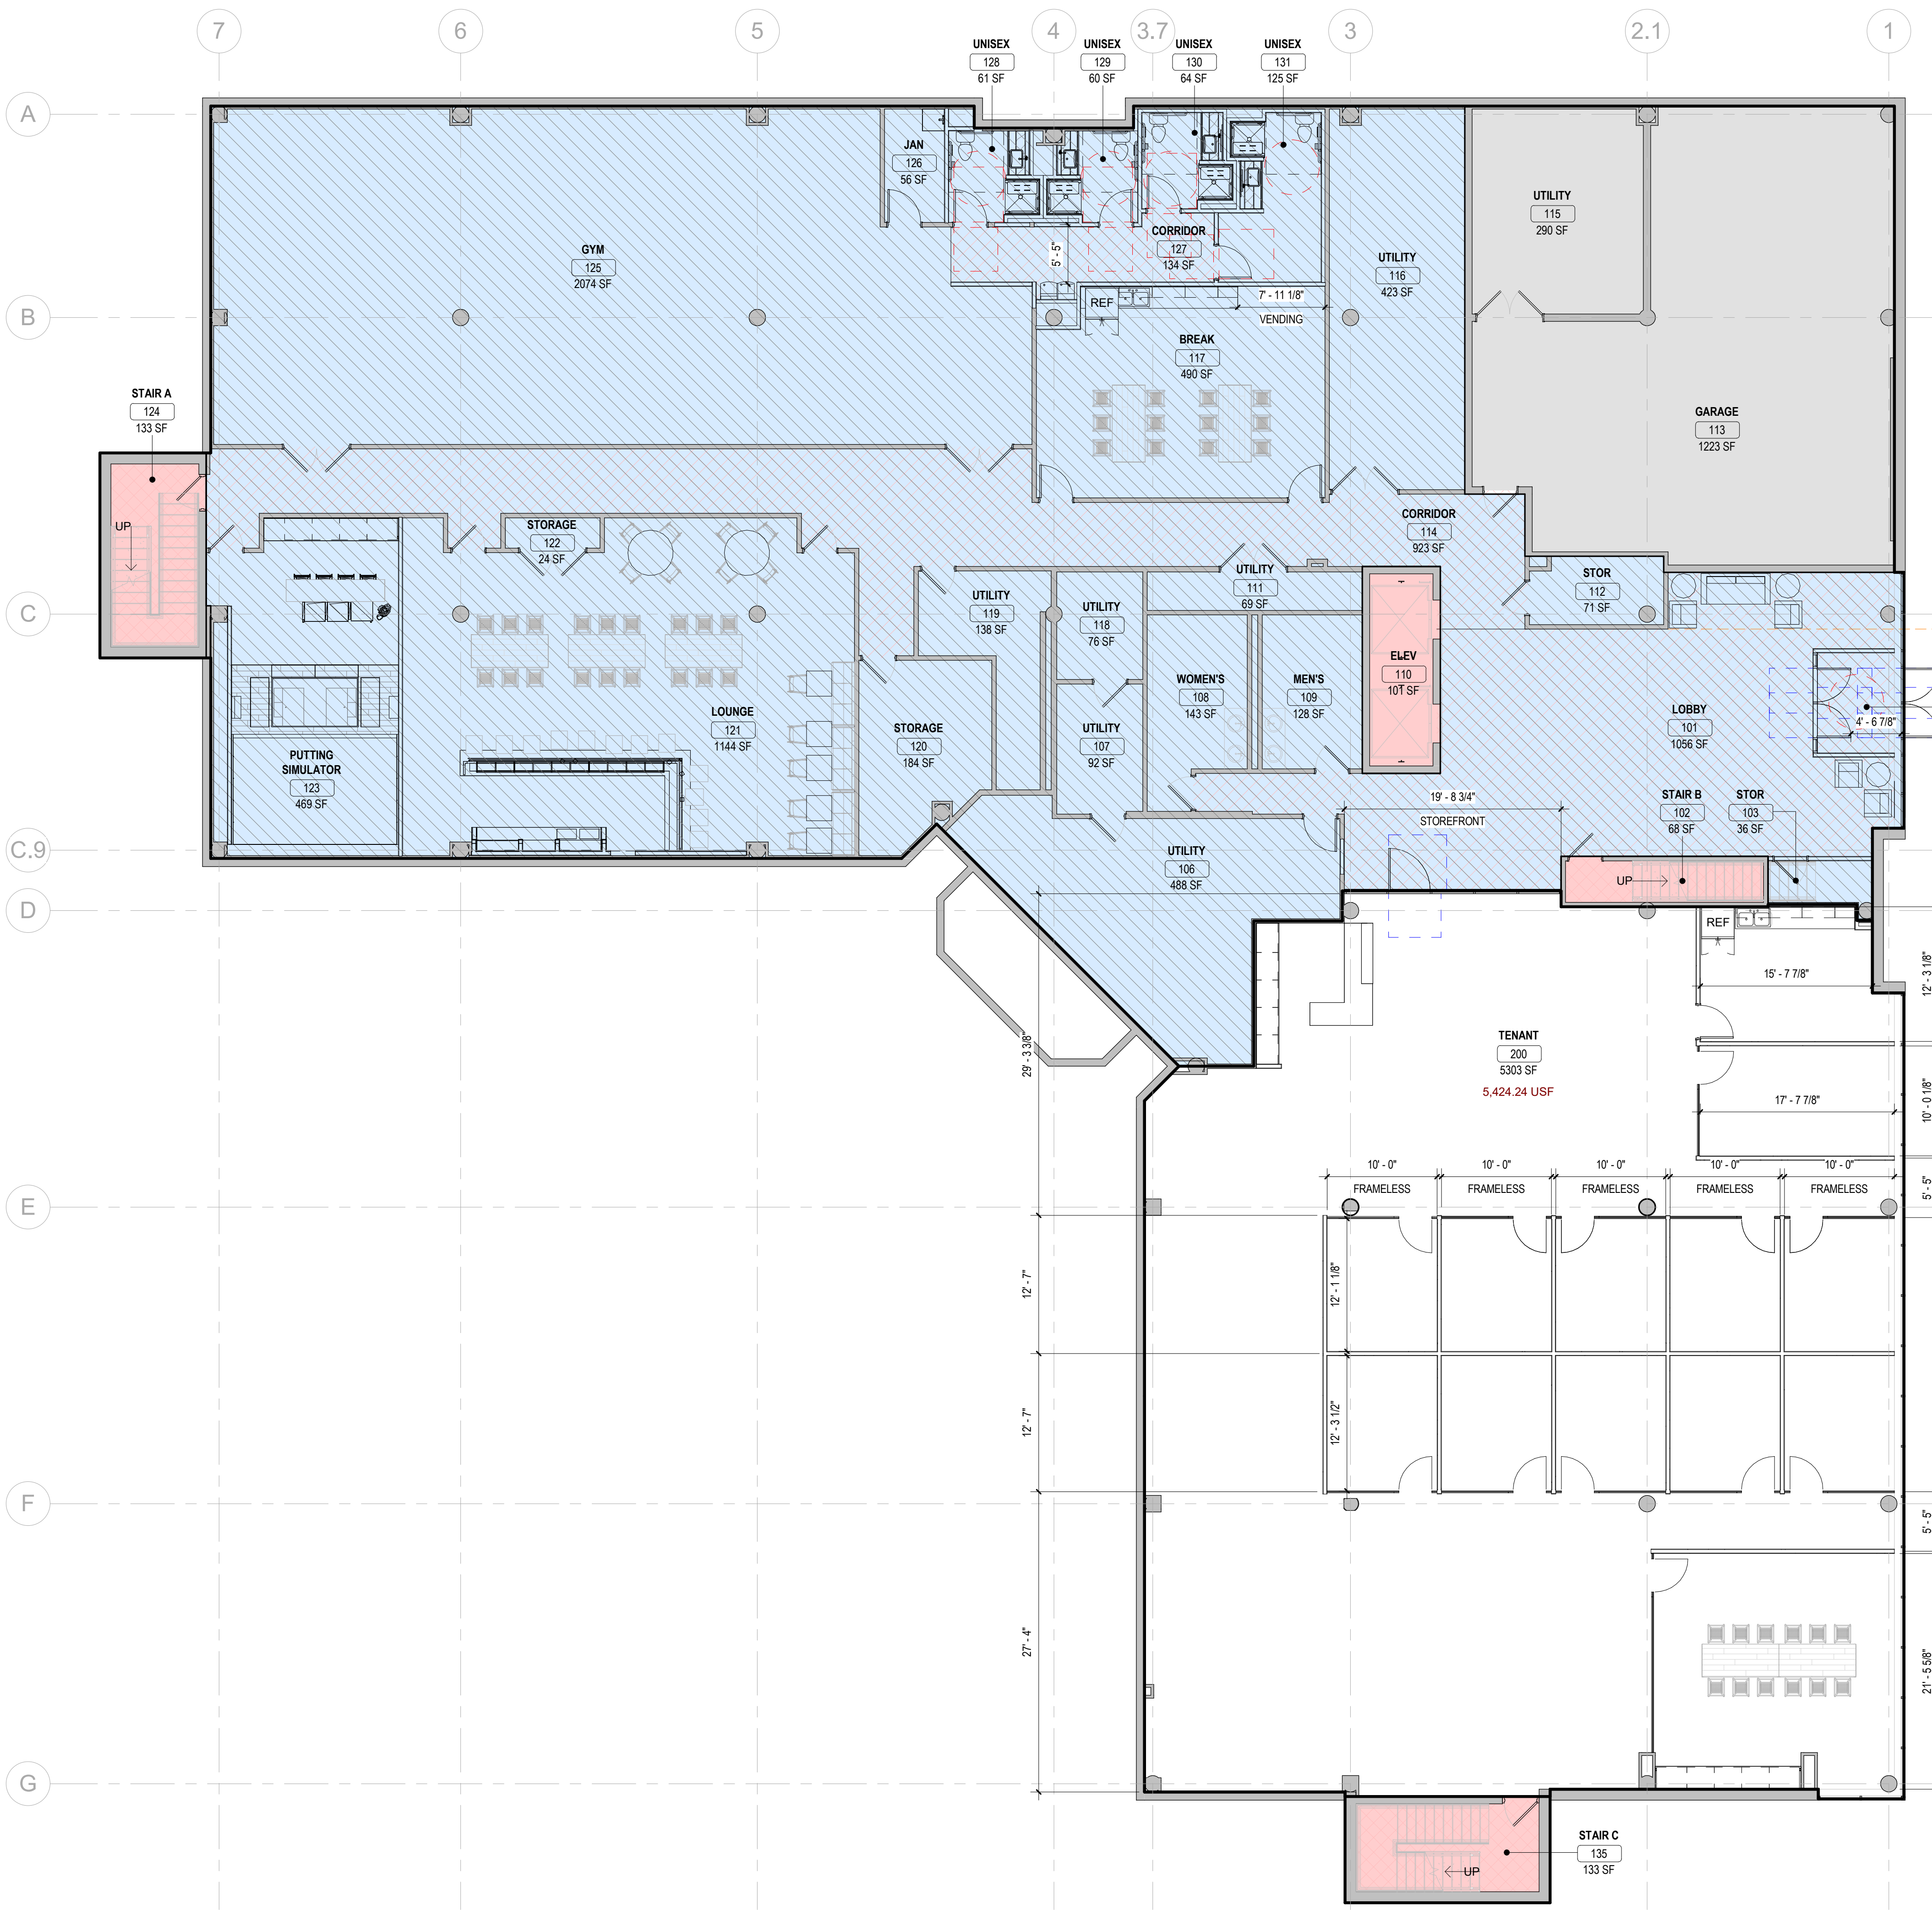 7
6
5
4
3.7
3
2.1
1
UNISEX
128
61 SF
UNISEX
129
60 SF
UNISEX
130
64 SF
UNISEX
131
125 SF
A
JAN
126
56 SF
UTILITY
115
290 SF
GYM
125
2074 SF
5' - 5"
CORRIDOR
127
134 SF
UTILITY
116
423 SF
B
REF
7' - 11 1/8"
VENDING
BREAK
117
490 SF
STAIR A
124
133 SF
GARAGE
113
1223 SF
UP
STORAGE
122
24 SF
CORRIDOR
114
923 SF
UTILITY
111
69 SF
STOR
112
71 SF
C
UTILITY
119
138 SF
UTILITY
118
76 SF
ELEV
110
101 SF
WOMEN'S
108
143 SF
MEN'S
109
128 SF
LOUNGE
121
1144 SF
LOBBY
101
1056 SF
4' - 6 7/8"
STORAGE
120
184 SF
UTILITY
107
92 SF
PUTTING
SIMULATOR
123
469 SF
19' - 8 3/4"
STOREFRONT
STAIR B
102
68 SF
STOR
103
36 SF
C.9
UTILITY
106
488 SF
UP
D
REF
15' - 7 7/8"
12' - 3 1/8"
29' - 3 3/8"
TENANT
200
5303 SF
5,424.24 USF
17' - 7 7/8"
10' - 0 1/8"
10' - 0"
10' - 0"
10' - 0"
10' - 0"
10' - 0"
FRAMELESS
FRAMELESS
FRAMELESS
FRAMELESS
FRAMELESS
5' - 5"
E
12' - 7"
12' - 1 1/8"
12' - 7"
12' - 3 1/2"
F
5' - 5"
27' - 4"
21' - 5 5/8"
G
STAIR C
135
133 SF
UP